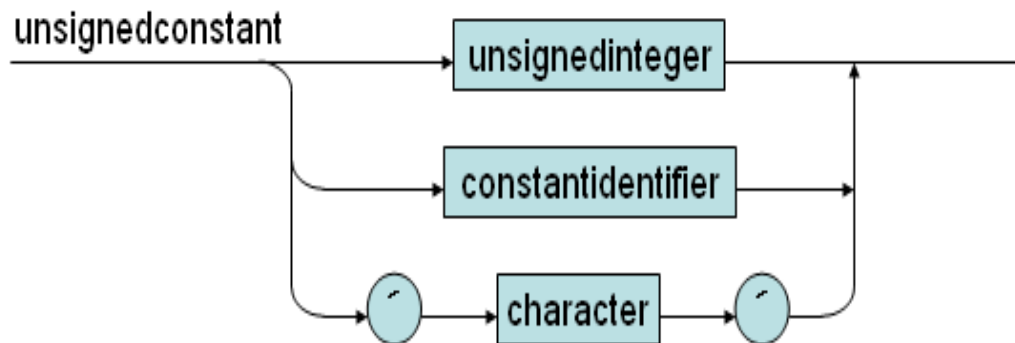 unsignedconstant
unsignedinteger
constantidentifier
' character '